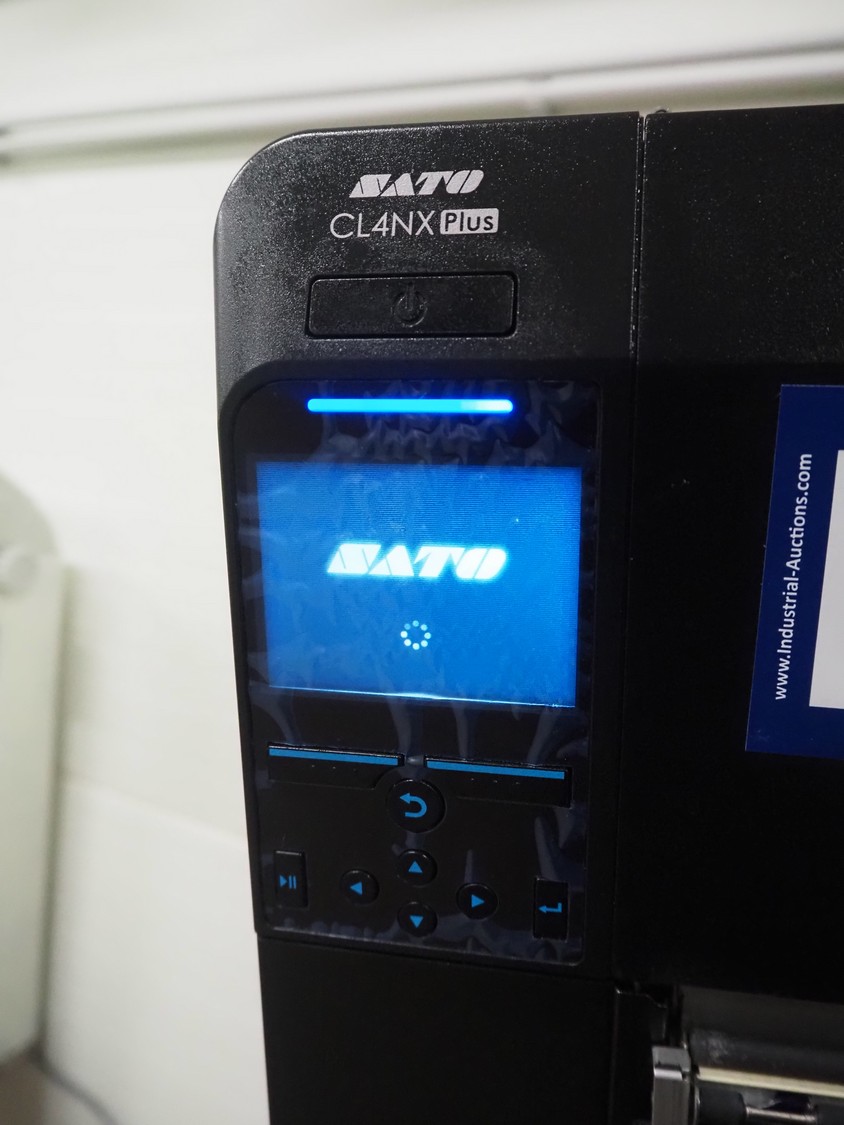 SATO
CL4NX Plus
SATO
www.Industrial-Auctions.com